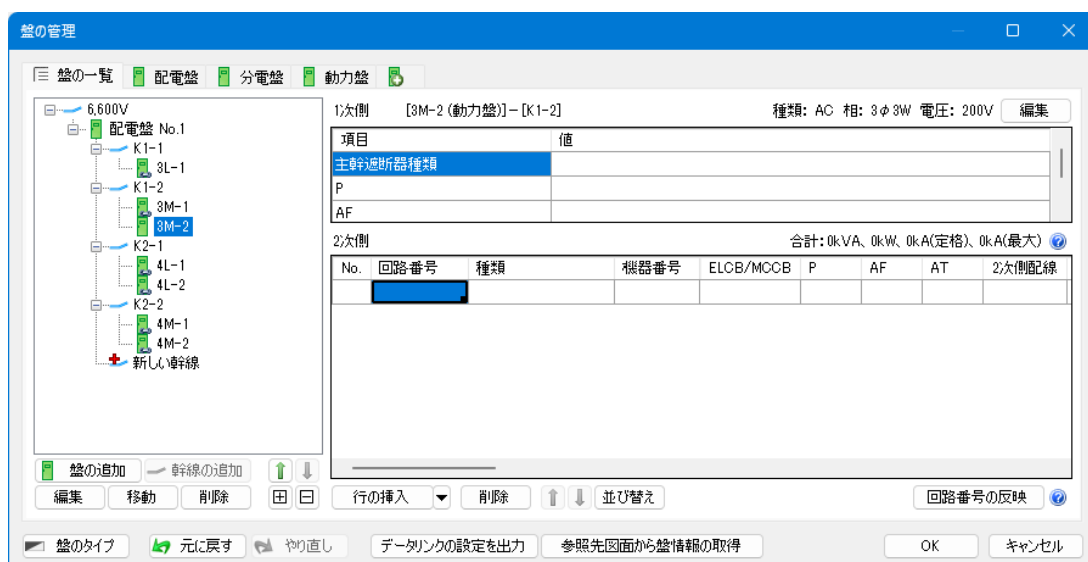 盤の管理
盤の一覧 配電盤 分電盤 動力盤
6,600V
配電盤 No.1
K1-1
3L-1
K1-2
3M-1
3M-2
K2-1
4L-1
4L-2
K2-2
4M-1
4M-2
新しい幹線
盤の追加 幹線の追加
編集 移動 削除
1次側 [3M-2 (動力盤)]-[K1-2] 種類: AC 相: 3φ3W 電圧: 200V 編集
項目 値
主幹遮断器種類
P
AF
2次側 合計:0kVA、0kW、0kA(定格)、0kA(最大)
No. 回路番号 種類 機器番号 ELCB/MCCB P AF AT 2次側配線
行の挿入 削除 並び替え 回路番号の反映
盤のタイプ 元に戻す やり直し データリンクの設定を出力 参照先図面から盤情報の取得 OK キャンセル